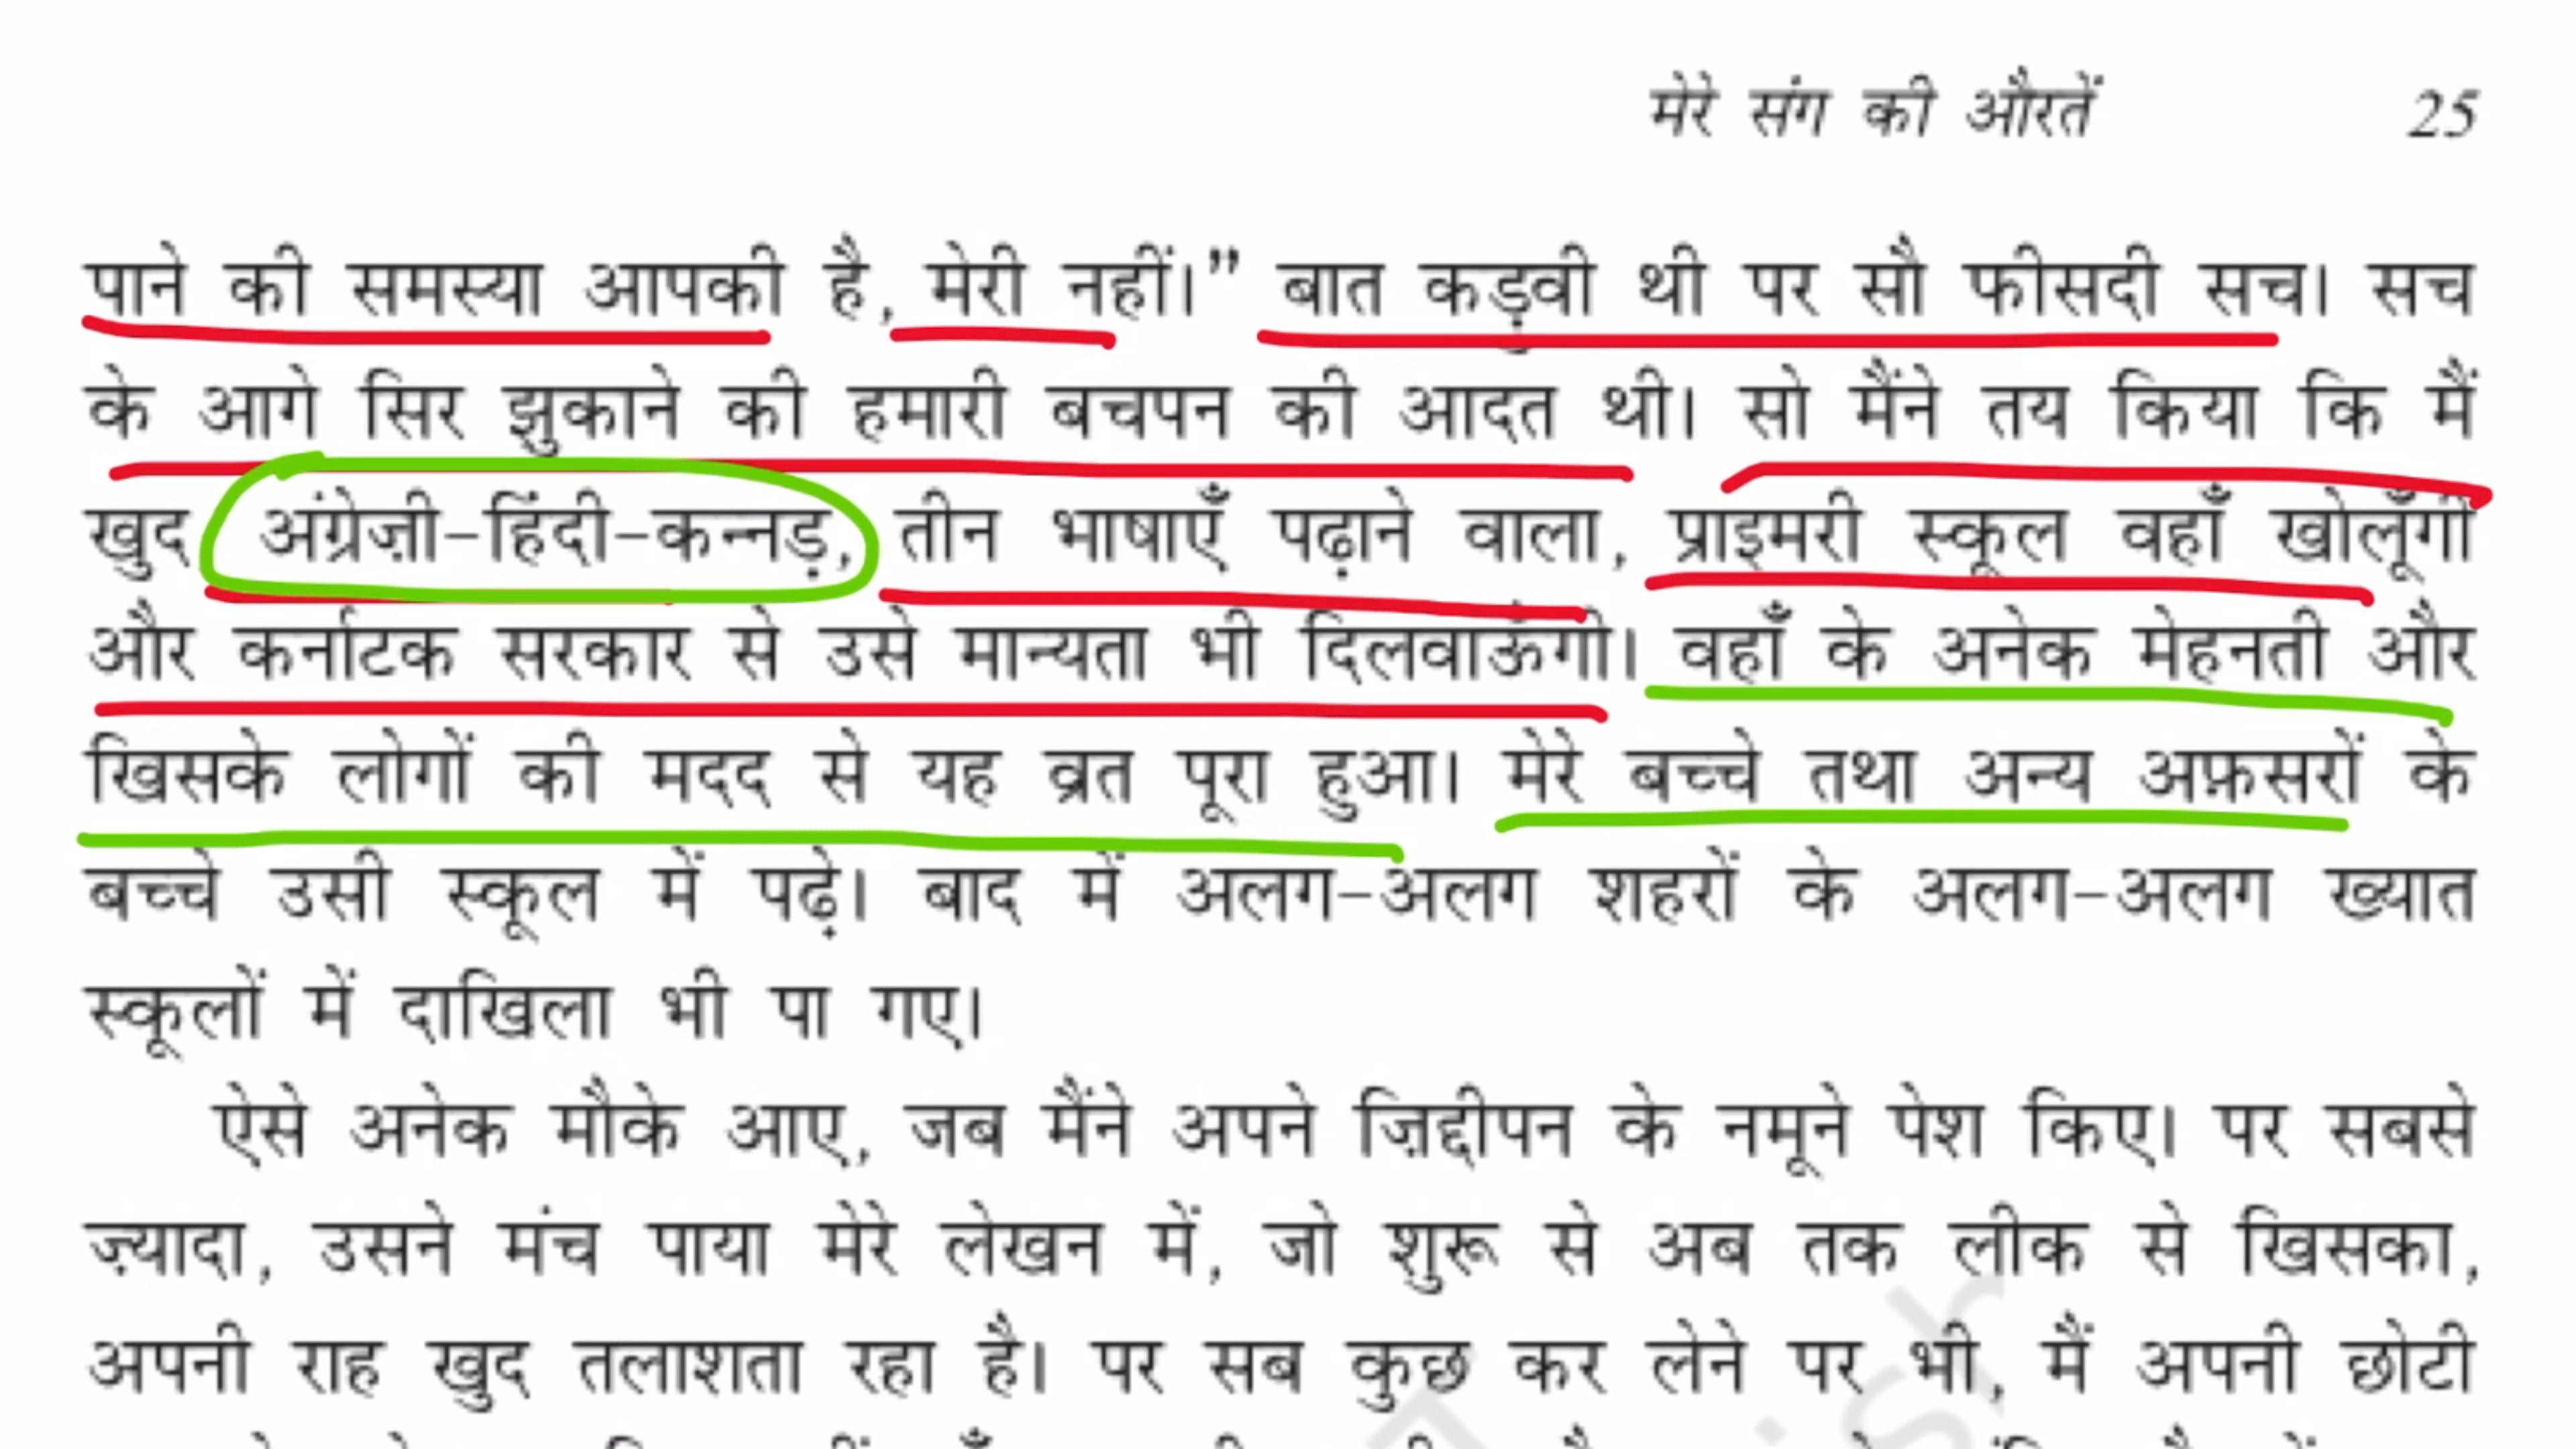 मेरे संग की औरतें 25
पाने की समस्या आपकी है, मेरी नहीं।” बात कड़वी थी पर सौ फीसदी सच। सच
के आगे सिर झुकाने की हमारी बचपन की आदत थी। सो मैंने तय किया कि मैं
खुद अंग्रेज़ी-हिंदी-कन्नड़, तीन भाषाएँ पढ़ाने वाला, प्राइमरी स्कूल वहाँ खोलूँगी
और कर्नाटक सरकार से उसे मान्यता भी दिलवाऊँगी। वहाँ के अनेक मेहनती और
खिसके लोगों की मदद से यह व्रत पूरा हुआ। मेरे बच्चे तथा अन्य अफ़सरों के
बच्चे उसी स्कूल में पढ़े। बाद में अलग-अलग शहरों के अलग-अलग ख्यात
स्कूलों में दाखिला भी पा गए।
ऐसे अनेक मौके आए, जब मैंने अपने ज़िद्दीपन के नमूने पेश किए। पर सबसे
ज़्यादा, उसने मंच पाया मेरे लेखन में, जो शुरू से अब तक लीक से खिसका,
अपनी राह खुद तलाशता रहा है। पर सब कुछ कर लेने पर भी, मैं अपनी छोटी